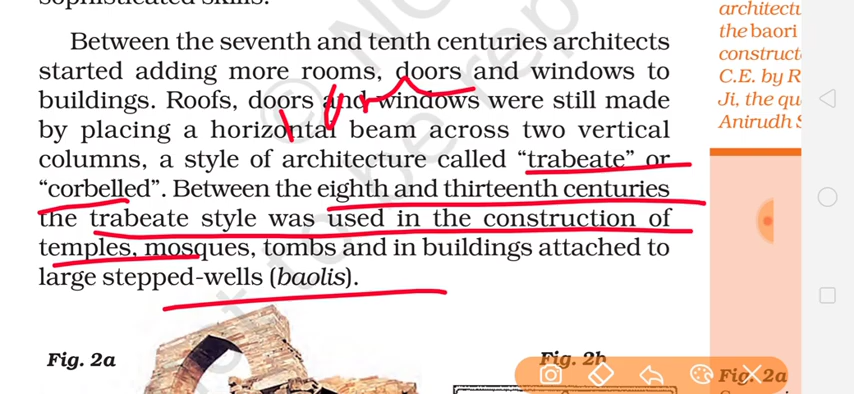 Between the seventh and tenth centuries architects
started adding more rooms, doors and windows to
buildings. Roofs, doors and windows were still made
by placing a horizontal beam across two vertical
columns, a style of architecture called “trabeate” or
“corbelled”. Between the eighth and thirteenth centuries
the trabeate style was used in the construction of
temples, mosques, tombs and in buildings attached to
large stepped-wells (baolis).
Fig. 2a
Fig. 2b
the baori
C.E. by R
Ji, the qu
Anirudh S
Fig. 2a